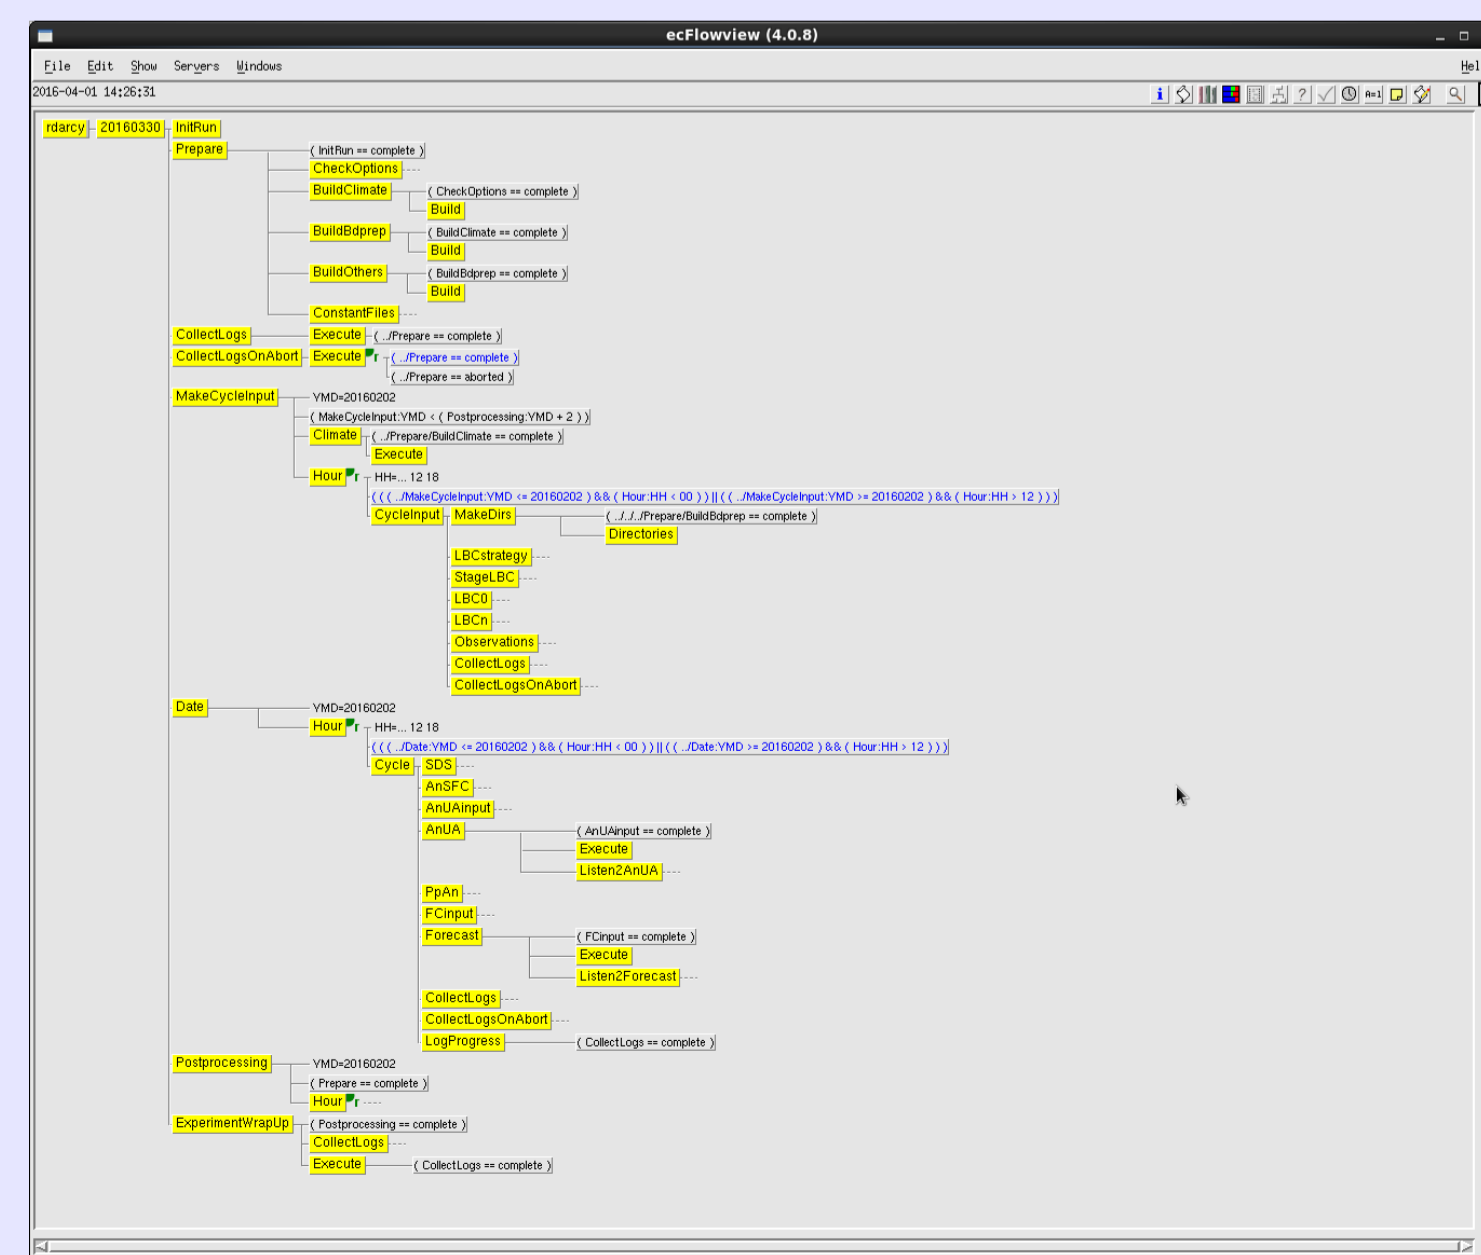 ecFlowview (4.0.8)
File Edit Show Servers Windows Hel
2016-04-01 14:26:31
rdarcy 20160330 InitRun
Prepare ( InitRun == complete )
CheckOptions
BuildClimate ( CheckOptions == complete )
Build
BuildBdprep ( BuildClimate == complete )
Build
BuildOthers ( BuildBdprep == complete )
Build
ConstantFiles
CollectLogs Execute ( ../Prepare == complete )
CollectLogsOnAbort Execute r ( ../Prepare == complete )
( ../Prepare == aborted )
MakeCycleInput YMD=20160202
( MakeCycleInput:YMD < ( Postprocessing:YMD + 2 ) )
Climate ( ../Prepare/BuildClimate == complete )
Execute
Hour r HH=... 12 18
( ( ( ../MakeCycleInput:YMD <= 20160202 ) && ( Hour:HH < 00 ) ) || ( ( ../MakeCycleInput:YMD >= 20160202 ) && ( Hour:HH > 12 ) ) )
CycleInput MakeDirs ( ../../../Prepare/BuildBdprep == complete )
Directories
LBCstrategy
StageLBC
LBC0
LBCn
Observations
CollectLogs
CollectLogsOnAbort
Date YMD=20160202
Hour r HH=... 12 18
( ( ( ../Date:YMD <= 20160202 ) && ( Hour:HH < 00 ) ) || ( ( ../Date:YMD >= 20160202 ) && ( Hour:HH > 12 ) ) )
Cycle SDS
AnSFC
AnUAinput
AnUA ( AnUAinput == complete )
Execute
Listen2AnUA
PpAn
FCinput
Forecast ( FCinput == complete )
Execute
Listen2Forecast
CollectLogs
CollectLogsOnAbort
LogProgress ( CollectLogs == complete )
Postprocessing YMD=20160202
( Prepare == complete )
Hour r
ExperimentWrapUp ( Postprocessing == complete )
CollectLogs
Execute ( CollectLogs == complete )